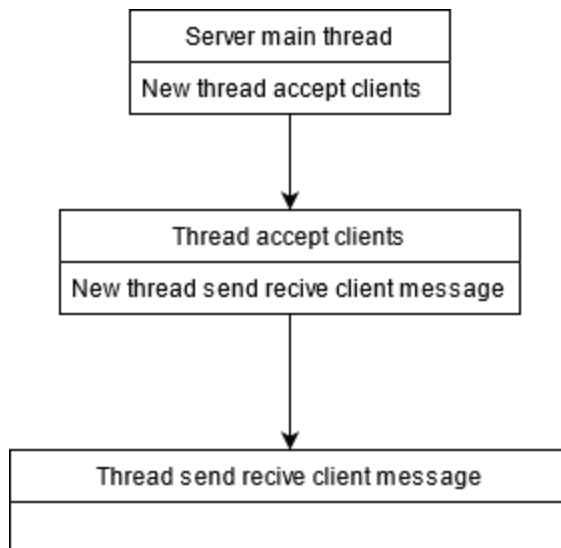 Server main thread
New thread accept clients
Thread accept clients
New thread send recive client message
Thread send recive client message